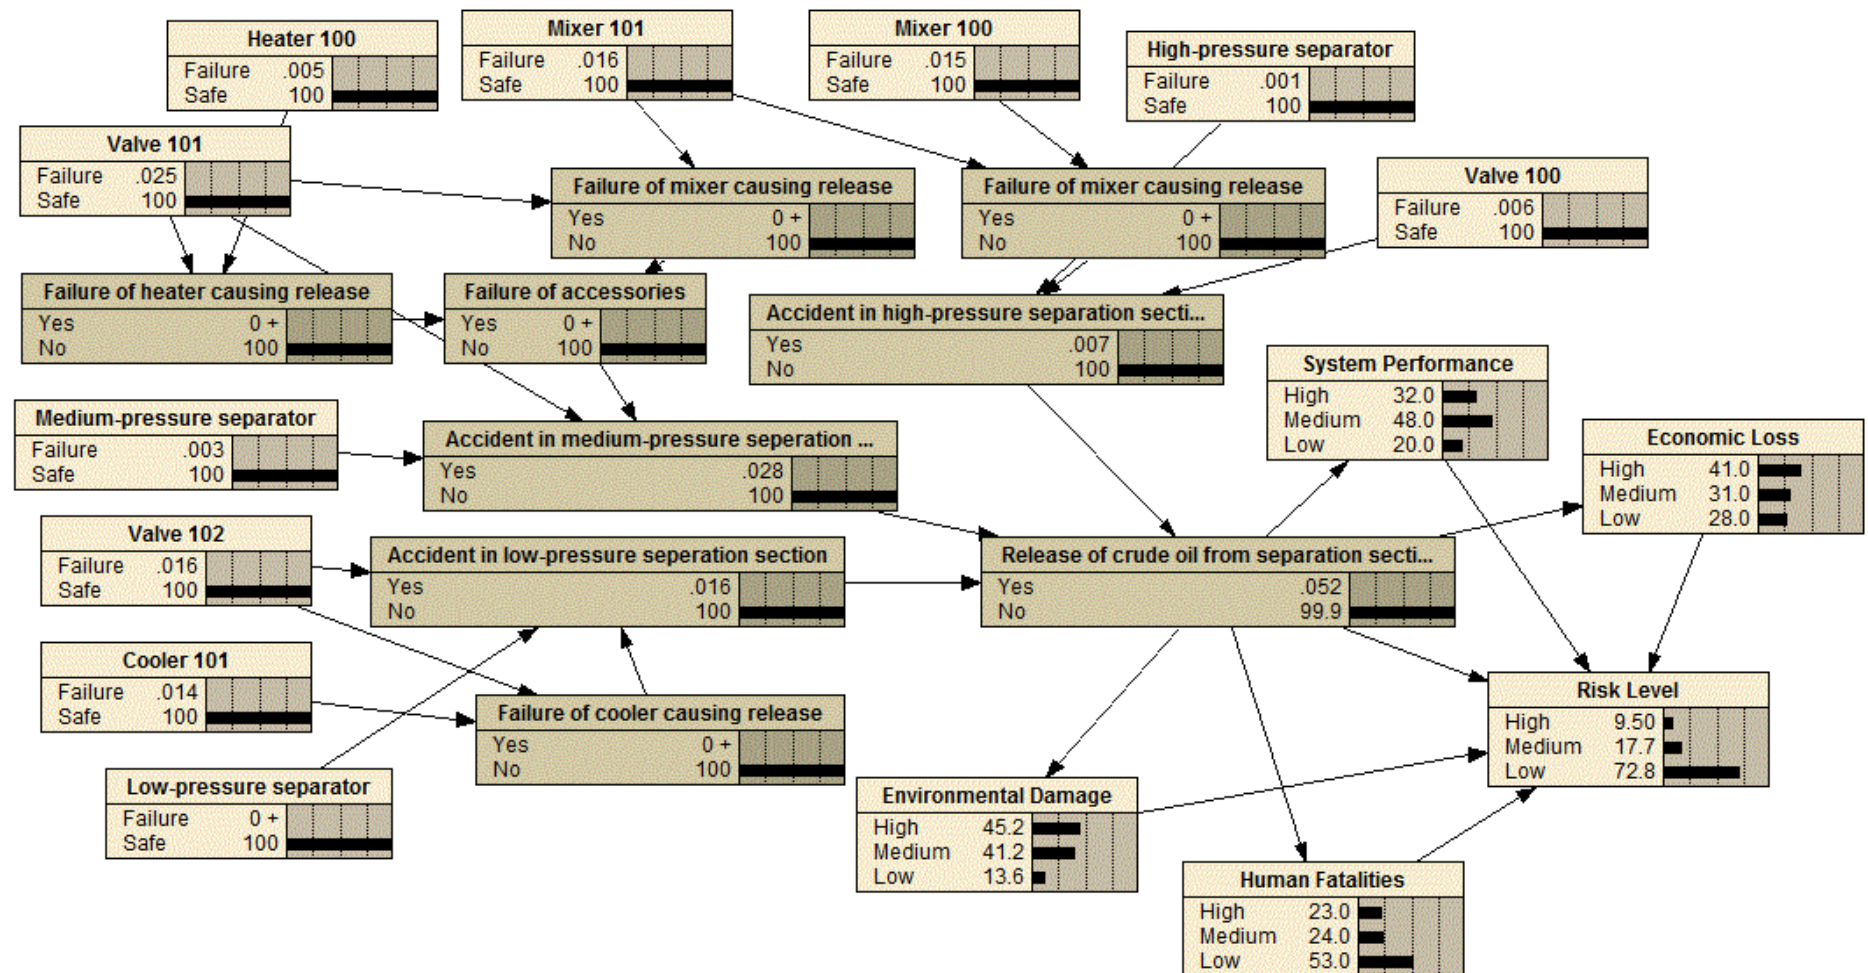 Heater 100
Failure .005
Safe 100
Mixer 101
Failure .016
Safe 100
Mixer 100
Failure .015
Safe 100
High-pressure separator
Failure .001
Safe 100
Valve 101
Failure .025
Safe 100
Failure of mixer causing release
Yes 0 +
No 100
Failure of mixer causing release
Yes 0 +
No 100
Valve 100
Failure .006
Safe 100
Failure of heater causing release
Yes 0 +
No 100
Failure of accessories
Yes 0 +
No 100
Accident in high-pressure separation secti...
Yes .007
No 100
System Performance
High 32.0
Medium 48.0
Low 20.0
Medium-pressure separator
Failure .003
Safe 100
Accident in medium-pressure seperation ...
Yes .028
No 100
Economic Loss
High 41.0
Medium 31.0
Low 28.0
Valve 102
Failure .016
Safe 100
Accident in low-pressure seperation section
Yes .016
No 100
Release of crude oil from separation secti...
Yes .052
No 99.9
Cooler 101
Failure .014
Safe 100
Failure of cooler causing release
Yes 0 +
No 100
Risk Level
High 9.50
Medium 17.7
Low 72.8
Low-pressure separator
Failure 0 +
Safe 100
Environmental Damage
High 45.2
Medium 41.2
Low 13.6
Human Fatalities
High 23.0
Medium 24.0
Low 53.0